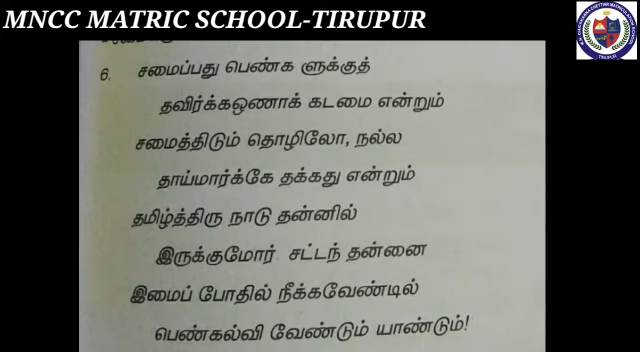 MNCC MATRIC SCHOOL-TIRUPUR
6. சமைப்பது பெண்க ளுக்குத்
தவிர்க்கஒணாக் கடமை என்றும்
சமைத்திடும் தொழிலோ, நல்ல
தாய்மார்க்கே தக்கது என்றும்
தமிழ்த்திரு நாடு தன்னில்
இருக்குமோர் சட்டந் தன்னை
இமைப் போதில் நீக்கவேண்டில்
பெண்கல்வி வேண்டும் யாண்டும்!
TIRUPUR